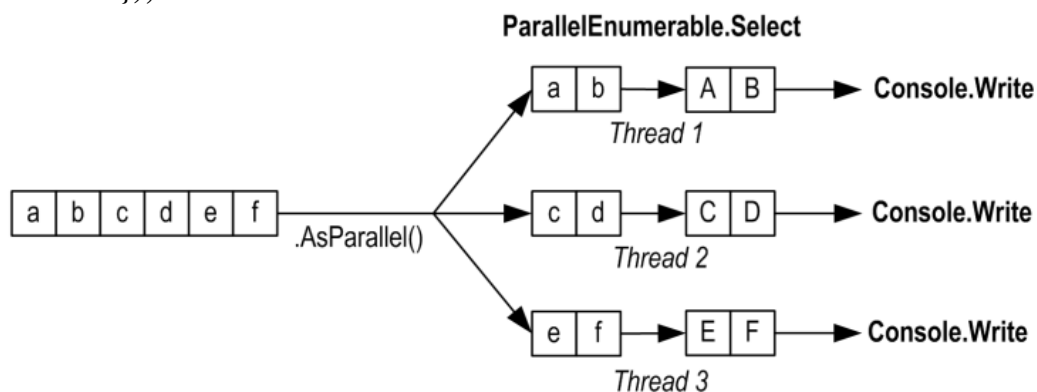 }));
ParallelEnumerable.Select
a b A B Console.Write
Thread 1
a b c d e f c d C D Console.Write
.AsParallel()
Thread 2
e f E F Console.Write
Thread 3